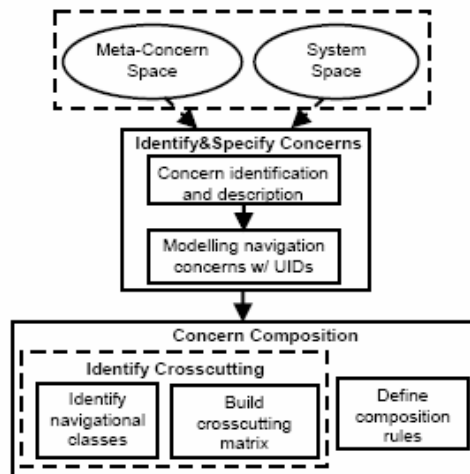 Meta-Concern
Space
System
Space
Identify&Specify Concerns
Concern identification
and description
Modelling navigation
concerns w/ UIDs
Concern Composition
Identify Crosscutting
Identify
navigational
classes
Build
crosscutting
matrix
Define
composition
rules